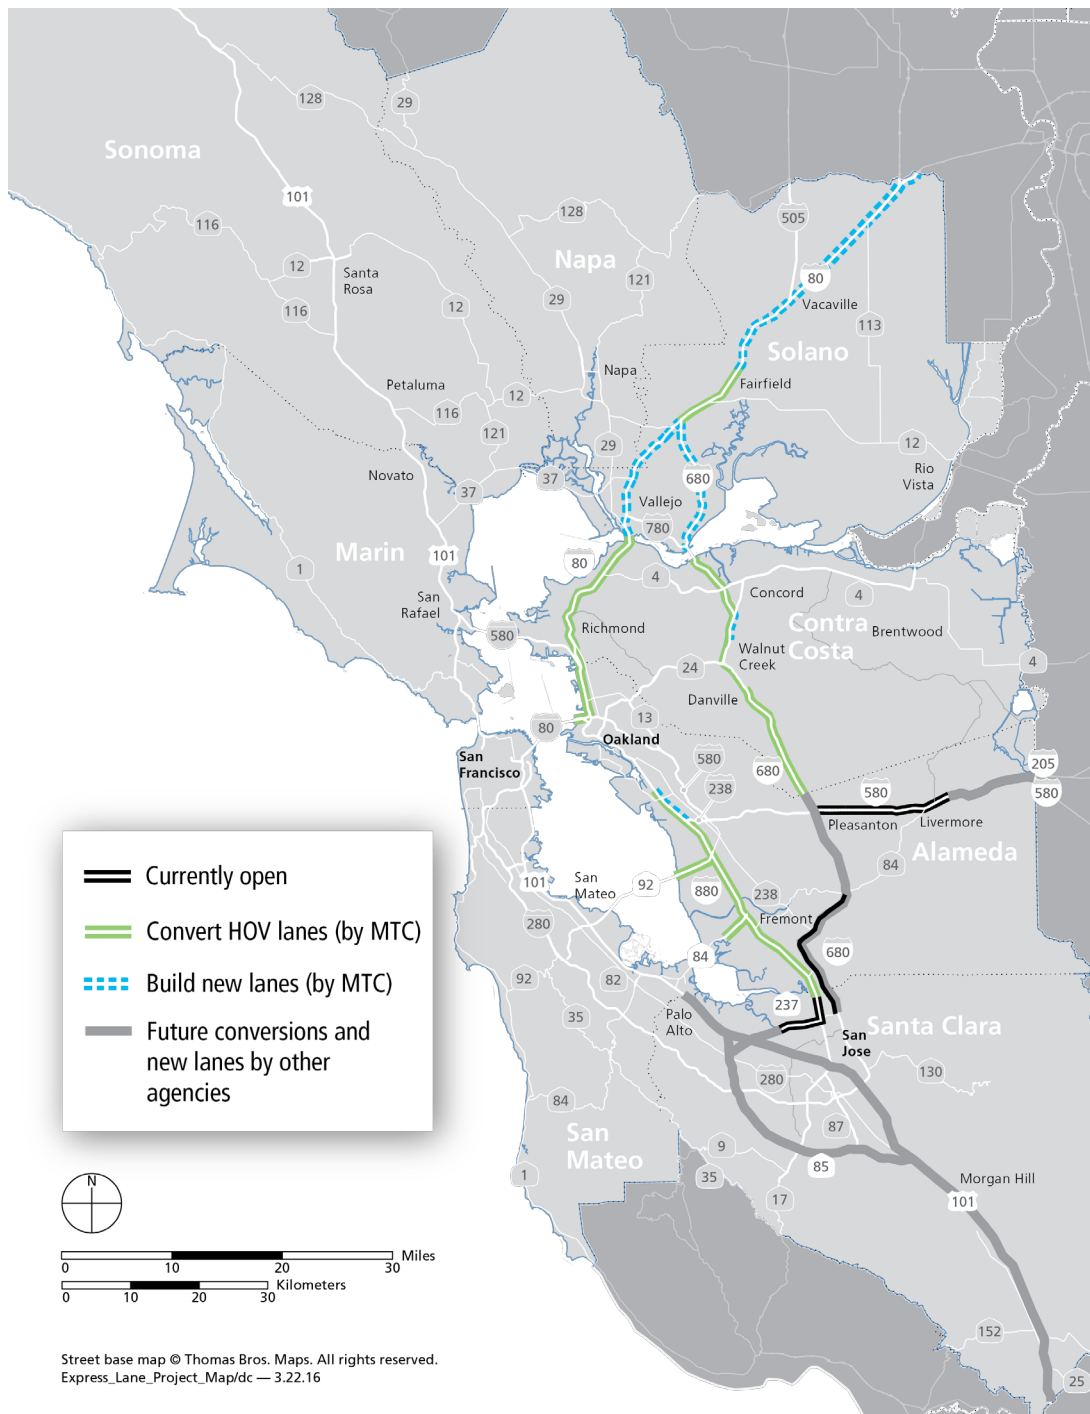 128
29
Sonoma
101
128
505
116
Napa
12
Santa
Rosa
121
80
116
12
29
Vacaville
113
Solano
Petaluma
Napa
Fairfield
116
12
121
29
12
Novato
37
37
680
Rio
Vista
Vallejo
780
Marin
101
80
1
4
Concord
4
San
Rafael
580
Richmond
Contra
Costa
Brentwood
Walnut
Creek
24
4
Danville
13
80
Oakland
580
San
Francisco
238
680
580
205
580
Pleasanton
Livermore
Alameda
84
Currently open
Convert HOV lanes (by MTC)
Build new lanes (by MTC)
Future conversions and
new lanes by other
agencies
101
San
Mateo
92
880
238
280
Fremont
84
680
92
82
237
35
Palo
Alto
San
Jose
Santa Clara
280
130
84
87
San
Mateo
9
85
1
35
17
Morgan Hill
101
152
25
N
Miles
0 10 20 30
Kilometers
0 10 20 30
Street base map © Thomas Bros. Maps. All rights reserved.
Express_Lane_Project_Map/dc — 3.22.16